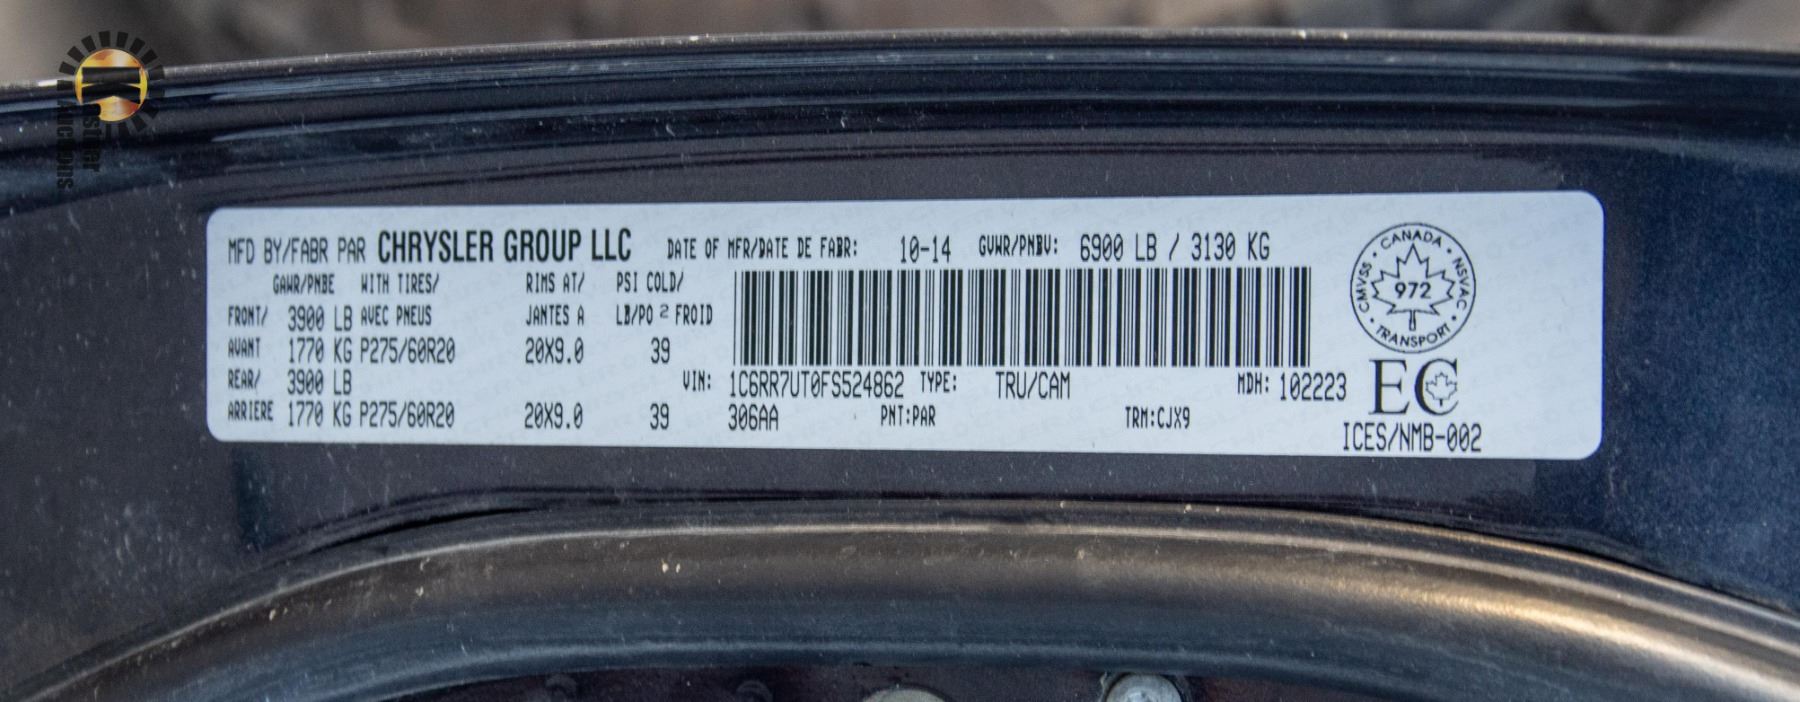 Keyster Auctions
MFD BY/FABR PAR CHRYSLER GROUP LLC DATE OF MFR/DATE DE FABR: 10-14 GVWR/PNBV: 6900 LB / 3130 KG
GAWR/PNBE WITH TIRES/ RIMS AT/ PSI COLD/
FRONT/ 3900 LB AVEC PNEUS JANTES A LB/PO 2 FROID
AVANT 1770 KG P275/60R20 20X9.0 39
REAR/ 3900 LB
ARRIERE 1770 KG P275/60R20 20X9.0 39
VIN: 1C6RR7UT0FS524862 TYPE: TRU/CAM MDH: 102223
306AA PNT:PAR TRM:CJX9
CANADA
CMVSS 972 NSVAC
TRANSPORT
EC
ICES/NMB-002